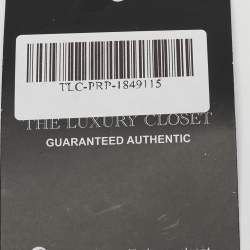 TLC-PRP-1849115
THE LUXURY CLOSET
GUARANTEED AUTHENTIC